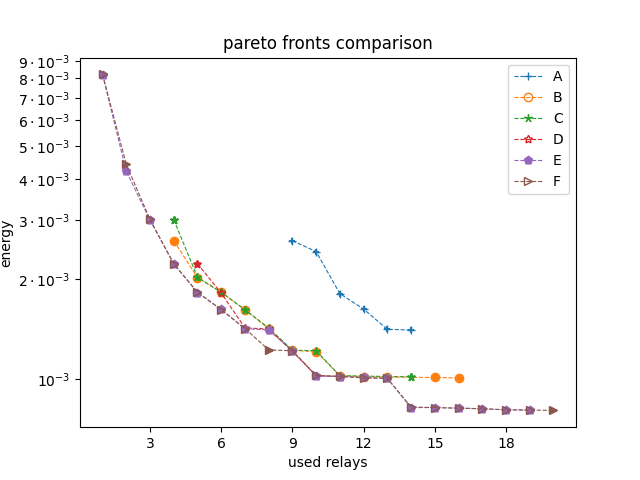 pareto fronts comparison
9 · 10⁻³
8 · 10⁻³
7 · 10⁻³
6 · 10⁻³
5 · 10⁻³
4 · 10⁻³
3 · 10⁻³
2 · 10⁻³
10⁻³
energy
A
B
C
D
E
F
3 6 9 12 15 18
used relays